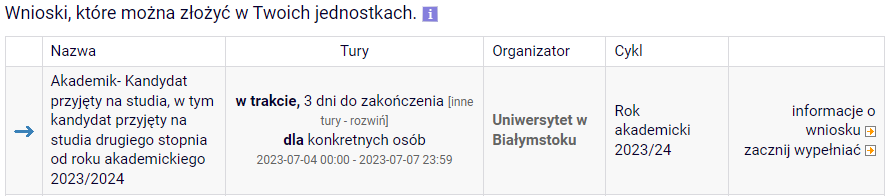 Wnioski, które można złożyć w Twoich jednostkach. i
Nazwa Tury Organizator Cykl
Akademik- Kandydat
przyjęty na studia, w tym
kandydat przyjęty na
studia drugiego stopnia
od roku akademickiego
2023/2024
w trakcie, 3 dni do zakończenia [inne
tury - rozwiń]
dla konkretnych osób
2023-07-04 00:00 - 2023-07-07 23:59
Uniwersytet w
Białymstoku
Rok
akademicki
2023/24
informacje o
wniosku
zacznij wypełniać